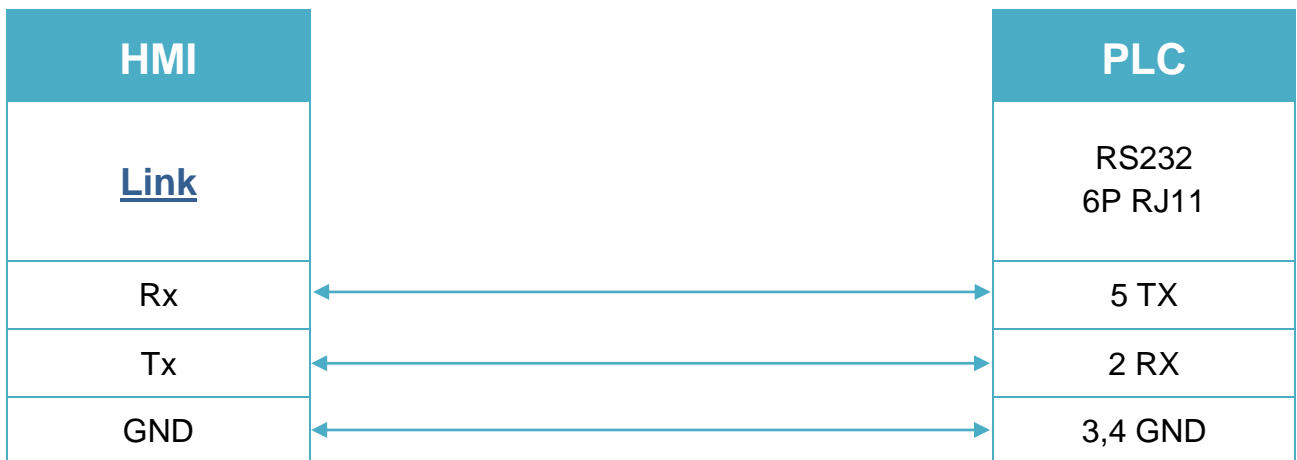 HMI
PLC
Link
RS232
6P RJ11
Rx
5 TX
Tx
2 RX
GND
3,4 GND